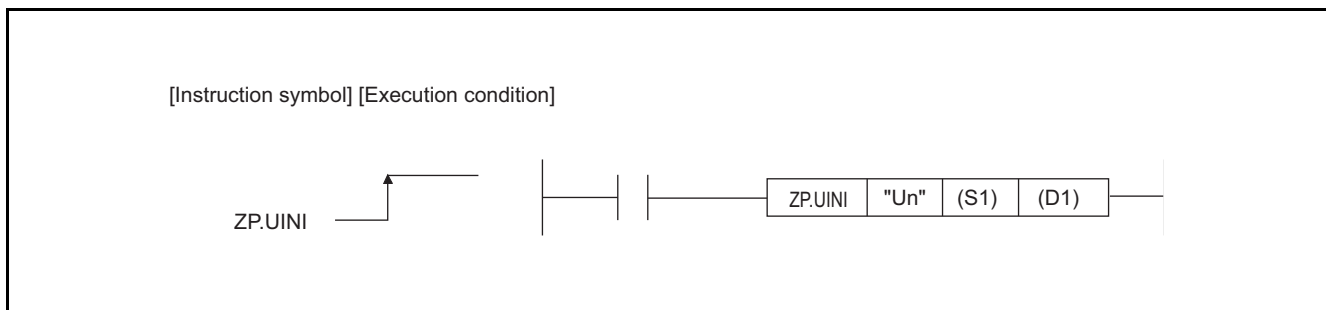 [Instruction symbol] [Execution condition]
ZP.UINI "Un" (S1) (D1)
ZP.UINI